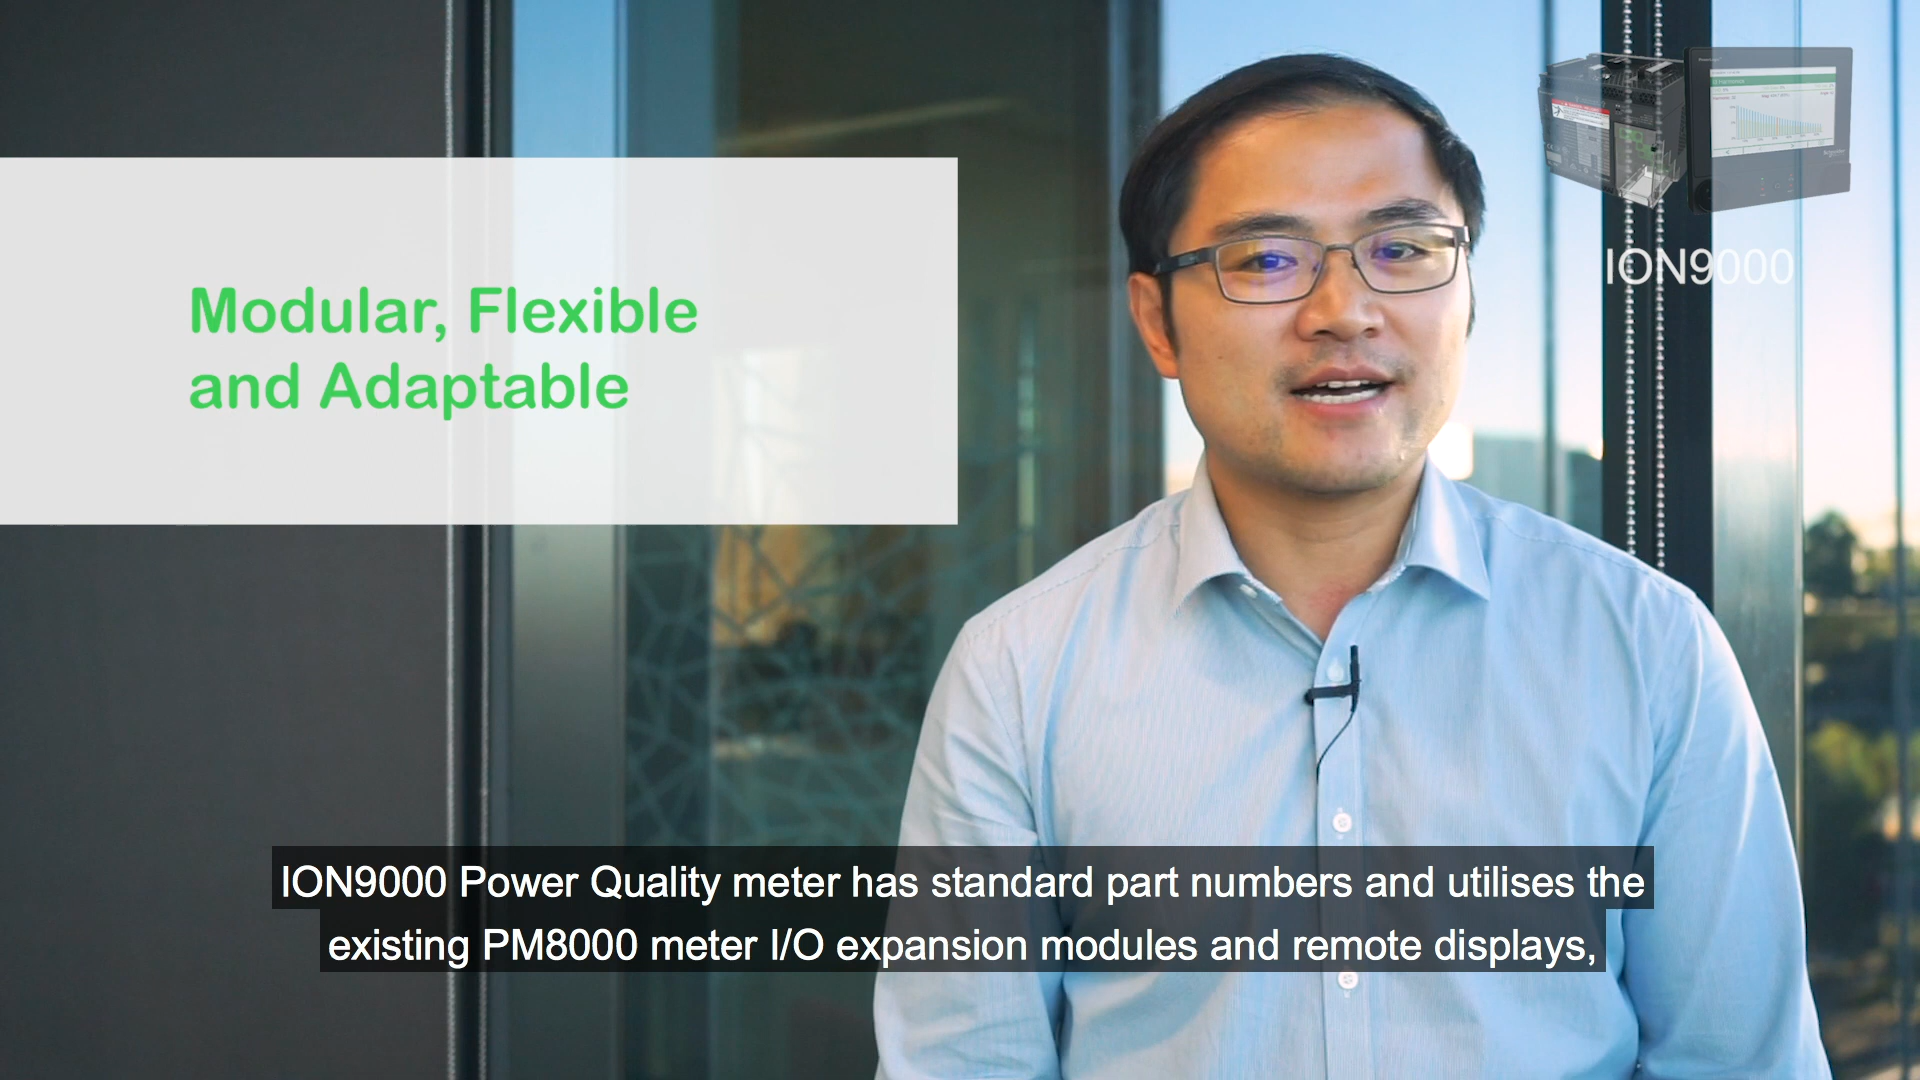 Modular, Flexible
and Adaptable
ION9000
ION9000 Power Quality meter has standard part numbers and utilises the
existing PM8000 meter I/O expansion modules and remote displays,